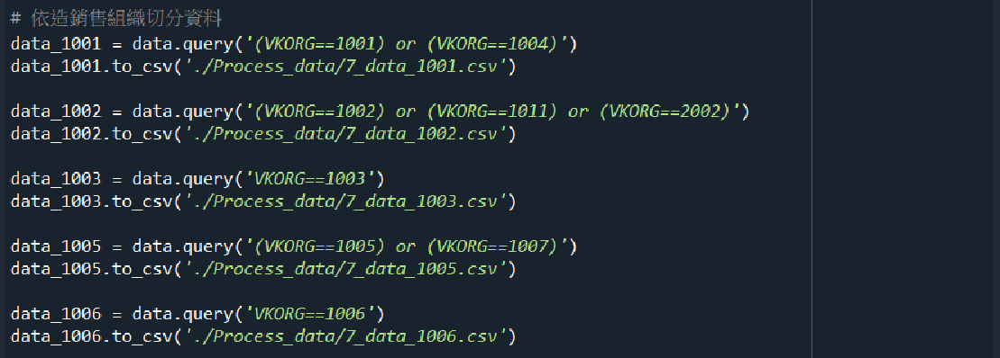 # 依造銷售組織切分資料
data_1001 = data.query('(VKORG==1001) or (VKORG==1004)')
data_1001.to_csv('./Process_data/7_data_1001.csv')
data_1002 = data.query('(VKORG==1002) or (VKORG==1011) or (VKORG==2002)')
data_1002.to_csv('./Process_data/7_data_1002.csv')
data_1003 = data.query('VKORG==1003')
data_1003.to_csv('./Process_data/7_data_1003.csv')
data_1005 = data.query('(VKORG==1005) or (VKORG==1007)')
data_1005.to_csv('./Process_data/7_data_1005.csv')
data_1006 = data.query('VKORG==1006')
data_1006.to_csv('./Process_data/7_data_1006.csv')